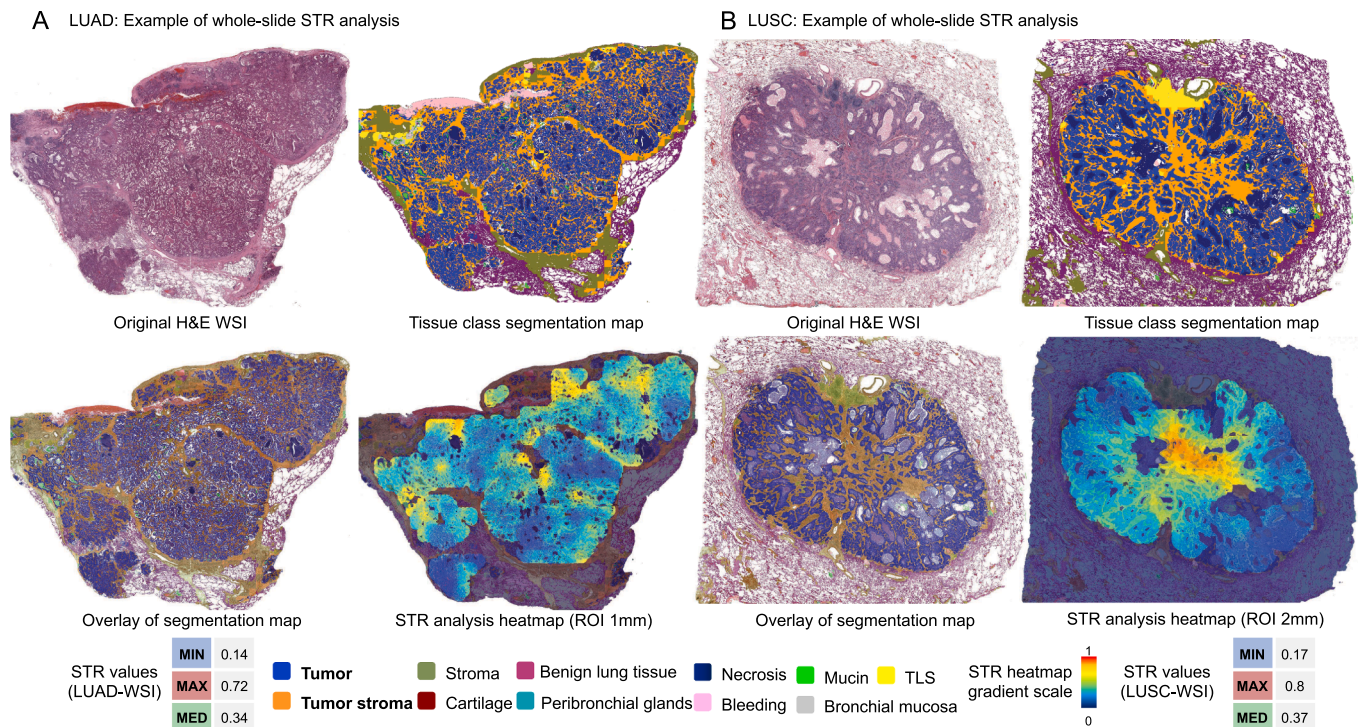 A LUAD: Example of whole-slide STR analysis
B LUSC: Example of whole-slide STR analysis
Original H&E WSI
Tissue class segmentation map
Original H&E WSI
Tissue class segmentation map
Overlay of segmentation map
STR analysis heatmap (ROI 1mm)
Overlay of segmentation map
STR analysis heatmap (ROI 2mm)
STR values
(LUAD-WSI)
MIN 0.14
MAX 0.72
MED 0.34
Tumor
Stroma
Benign lung tissue
Necrosis
Mucin
TLS
Tumor stroma
Cartilage
Peribronchial glands
Bleeding
Bronchial mucosa
STR heatmap
gradient scale
1
0
STR values
(LUSC-WSI)
MIN 0.17
MAX 0.8
MED 0.37